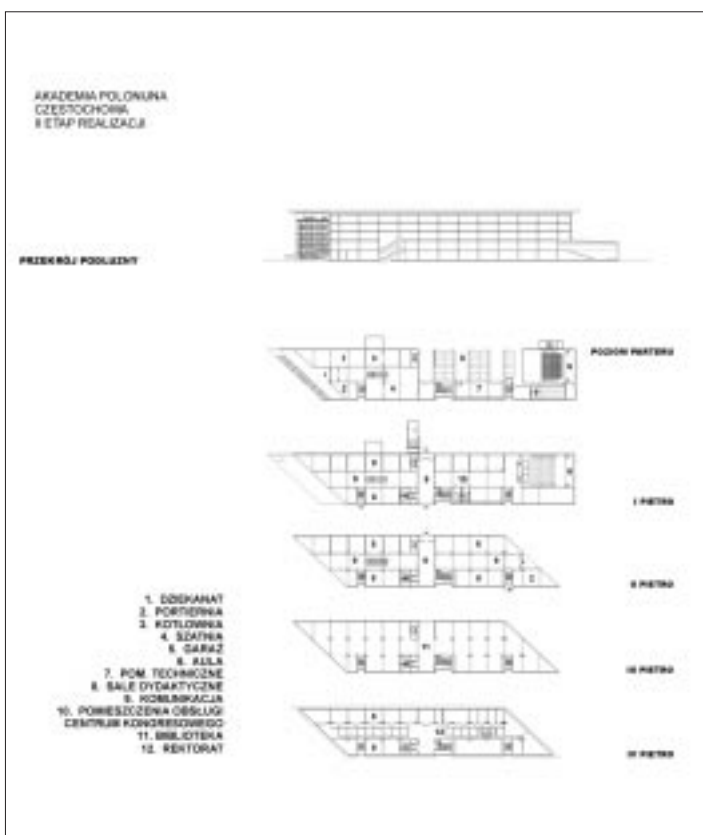 AKADEMIA POLONIJNA
CZĘSTOCHOWA
II ETAP REALIZACJI
PRZEKRÓJ PODŁUŻNY
POZIOM PARTERU
I PIĘTRO
II PIĘTRO
III PIĘTRO
IV PIĘTRO
1. DZIEKANAT
2. PORTIERNIA
3. KOTŁOWNIA
4. SZATNIA
5. GARAŻ
6. AULA
7. POM. TECHNICZNE
8. SALE DYDAKTYCZNE
9. KOMUNIKACJA
10. POMIESZCZENIA OBSŁUGI
CENTRUM KONGRESOWEGO
11. BIBLIOTEKA
12. REKTORAT